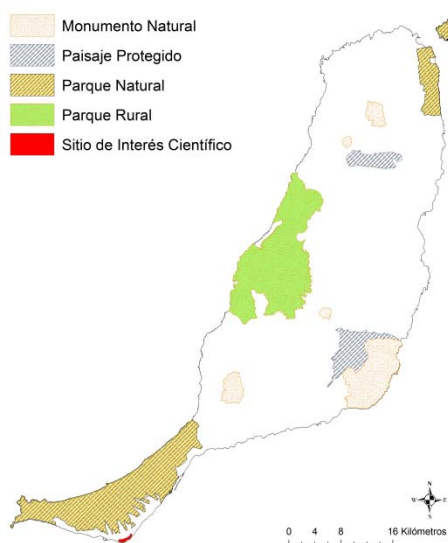 Monumento Natural
Paisaje Protegido
Parque Natural
Parque Rural
Sitio de Interés Científico
N
W E
S
0 4 8 16 Kilómetros